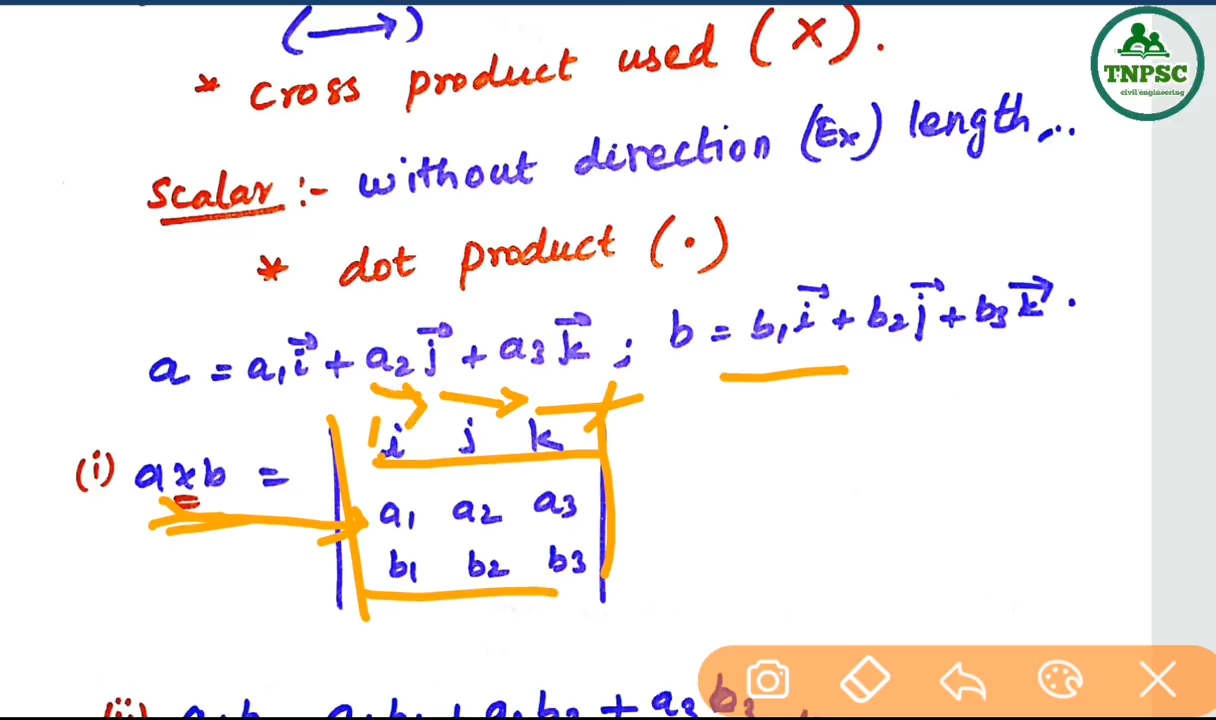 (→)
* cross product used (×).
TNPSC
civil engineering
Scalar :- without direction (Ex) length...
* dot product (·)
a = a₁i⃗ + a₂j⃗ + a₃k⃗ ; b = b₁i⃗ + b₂j⃗ + b₃k⃗.
(i) a×b = | i⃗ j⃗ k⃗ |
a₁ a₂ a₃
b₁ b₂ b₃